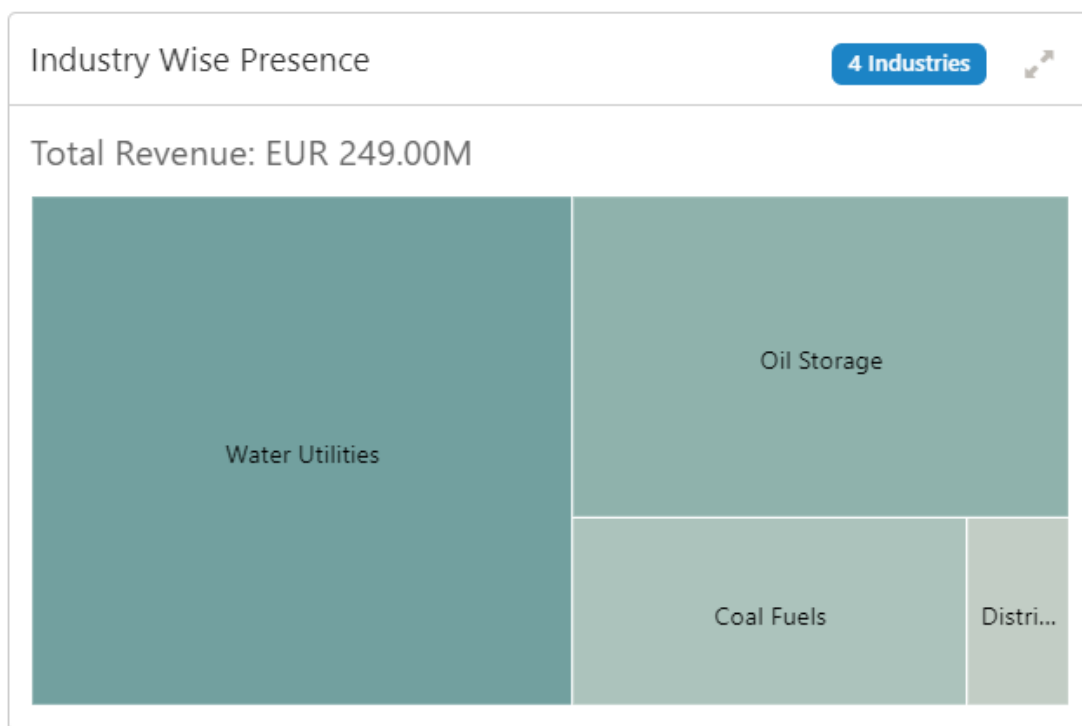 Industry Wise Presence
4 Industries
Total Revenue: EUR 249.00M
Oil Storage
Water Utilities
Coal Fuels
Distri...